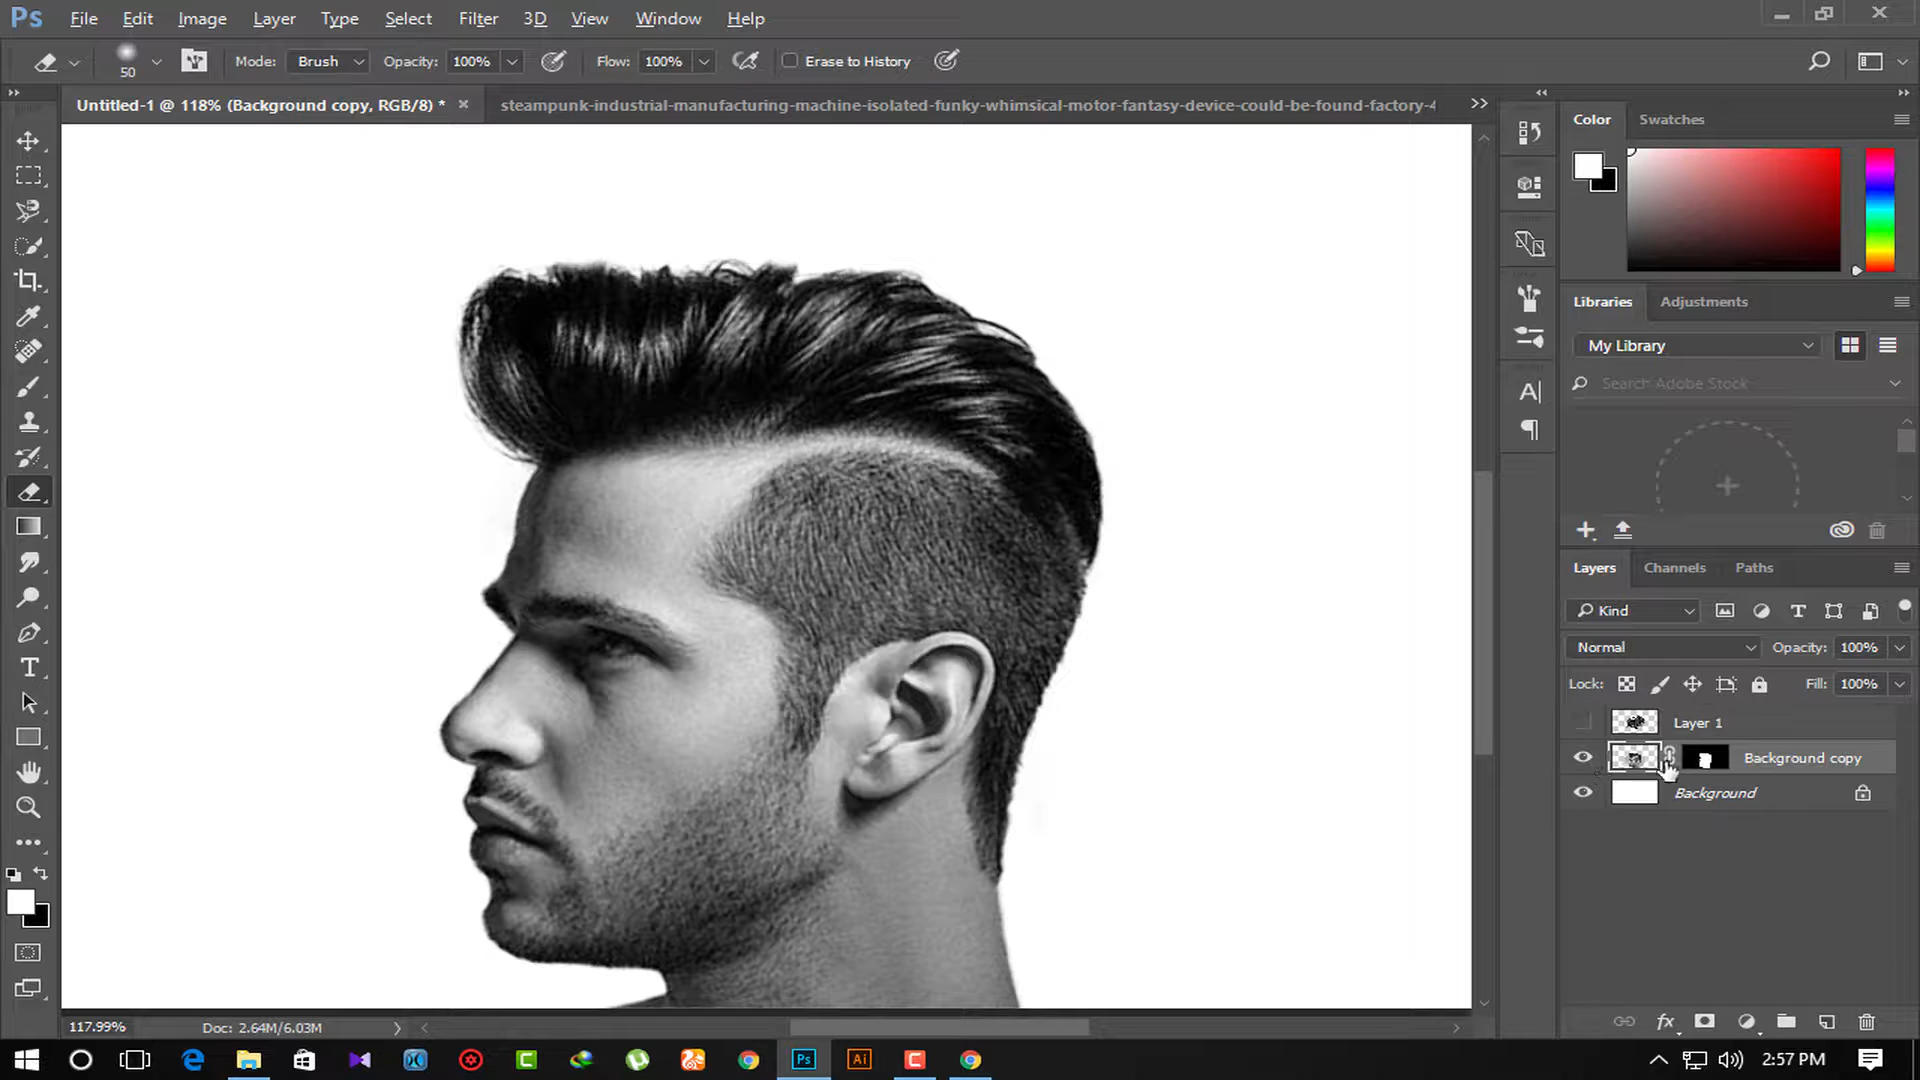 Ps File Edit Image Layer Type Select Filter 3D View Window Help
50 Mode: Brush Opacity: 100% Flow: 100% Erase to History
Untitled-1 @ 118% (Background copy, RGB/8) * × steampunk-industrial-manufacturing-machine-isolated-funky-whimsical-motor-fantasy-device-could-be-found-factory-4
Color Swatches
Libraries Adjustments
My Library
Search Adobe Stock
Layers Channels Paths
Kind
Normal Opacity: 100%
Lock: Fill: 100%
Layer 1
Background copy
Background
fx
117.99% Doc: 2.64M/6.03M
Ps Ai 2:57 PM